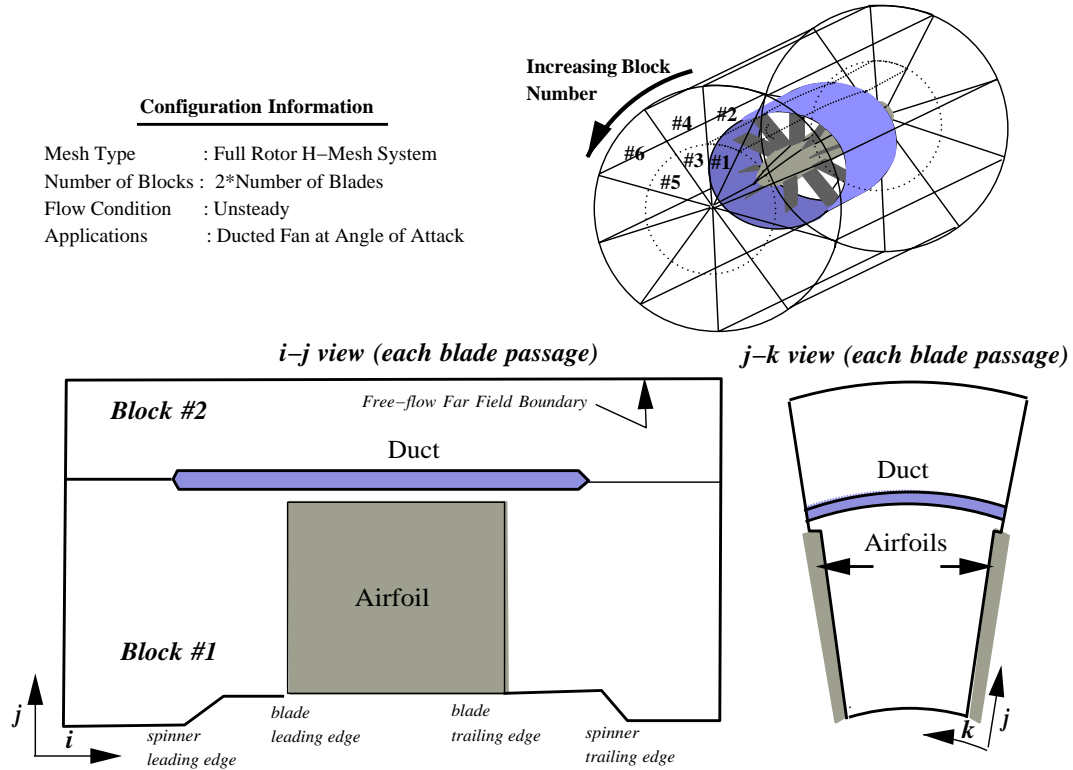 Configuration Information
Mesh Type : Full Rotor H−Mesh System
Number of Blocks : 2*Number of Blades
Flow Condition : Unsteady
Applications : Ducted Fan at Angle of Attack
Increasing Block
Number
#2
#4
#6
#3
#1
#5
i−j view (each blade passage)
Block #2
Free−flow Far Field Boundary
Duct
Airfoil
Block #1
j
i
spinner
leading edge
blade
leading edge
blade
trailing edge
spinner
trailing edge
j−k view (each blade passage)
Duct
Airfoils
k
j